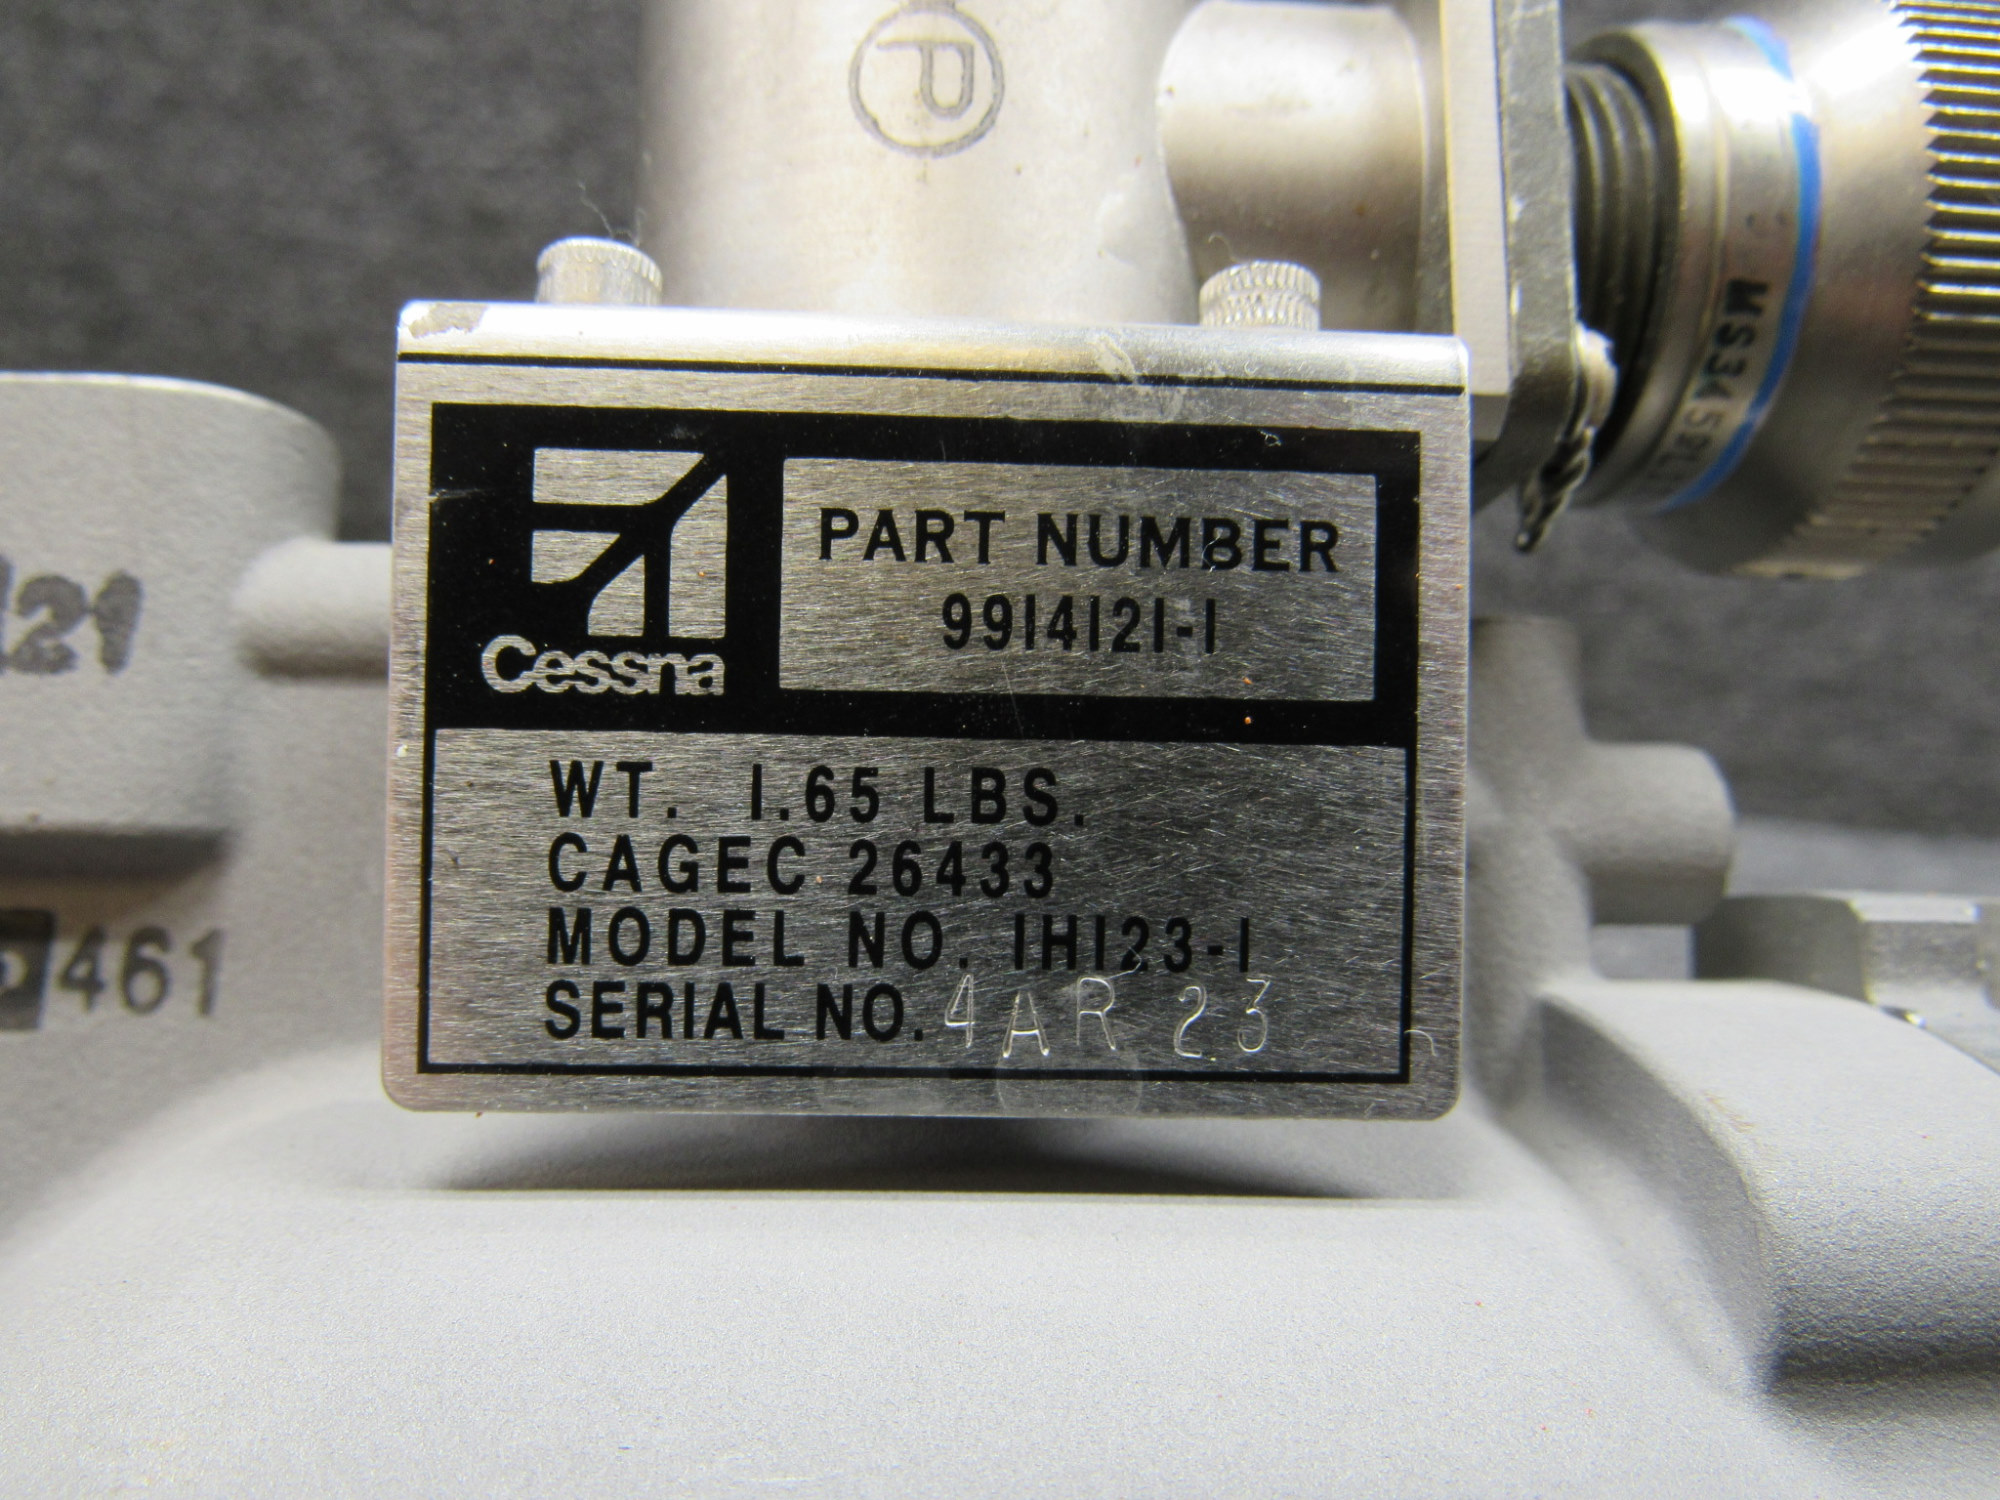 P
MS3459L
Cessna
PART NUMBER
9914121-1
WT. 1.65 LBS.
CAGEC 26433
MODEL NO. 1H123-1
SERIAL NO. 4AR 23
121
461